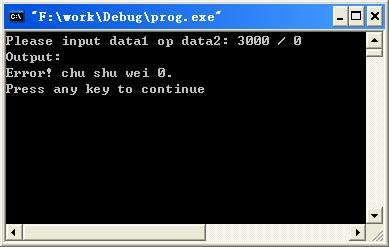 "F:\work\Debug\prog.exe"
Please input data1 op data2: 3000 / 0
Output:
Error! chu shu wei 0.
Press any key to continue